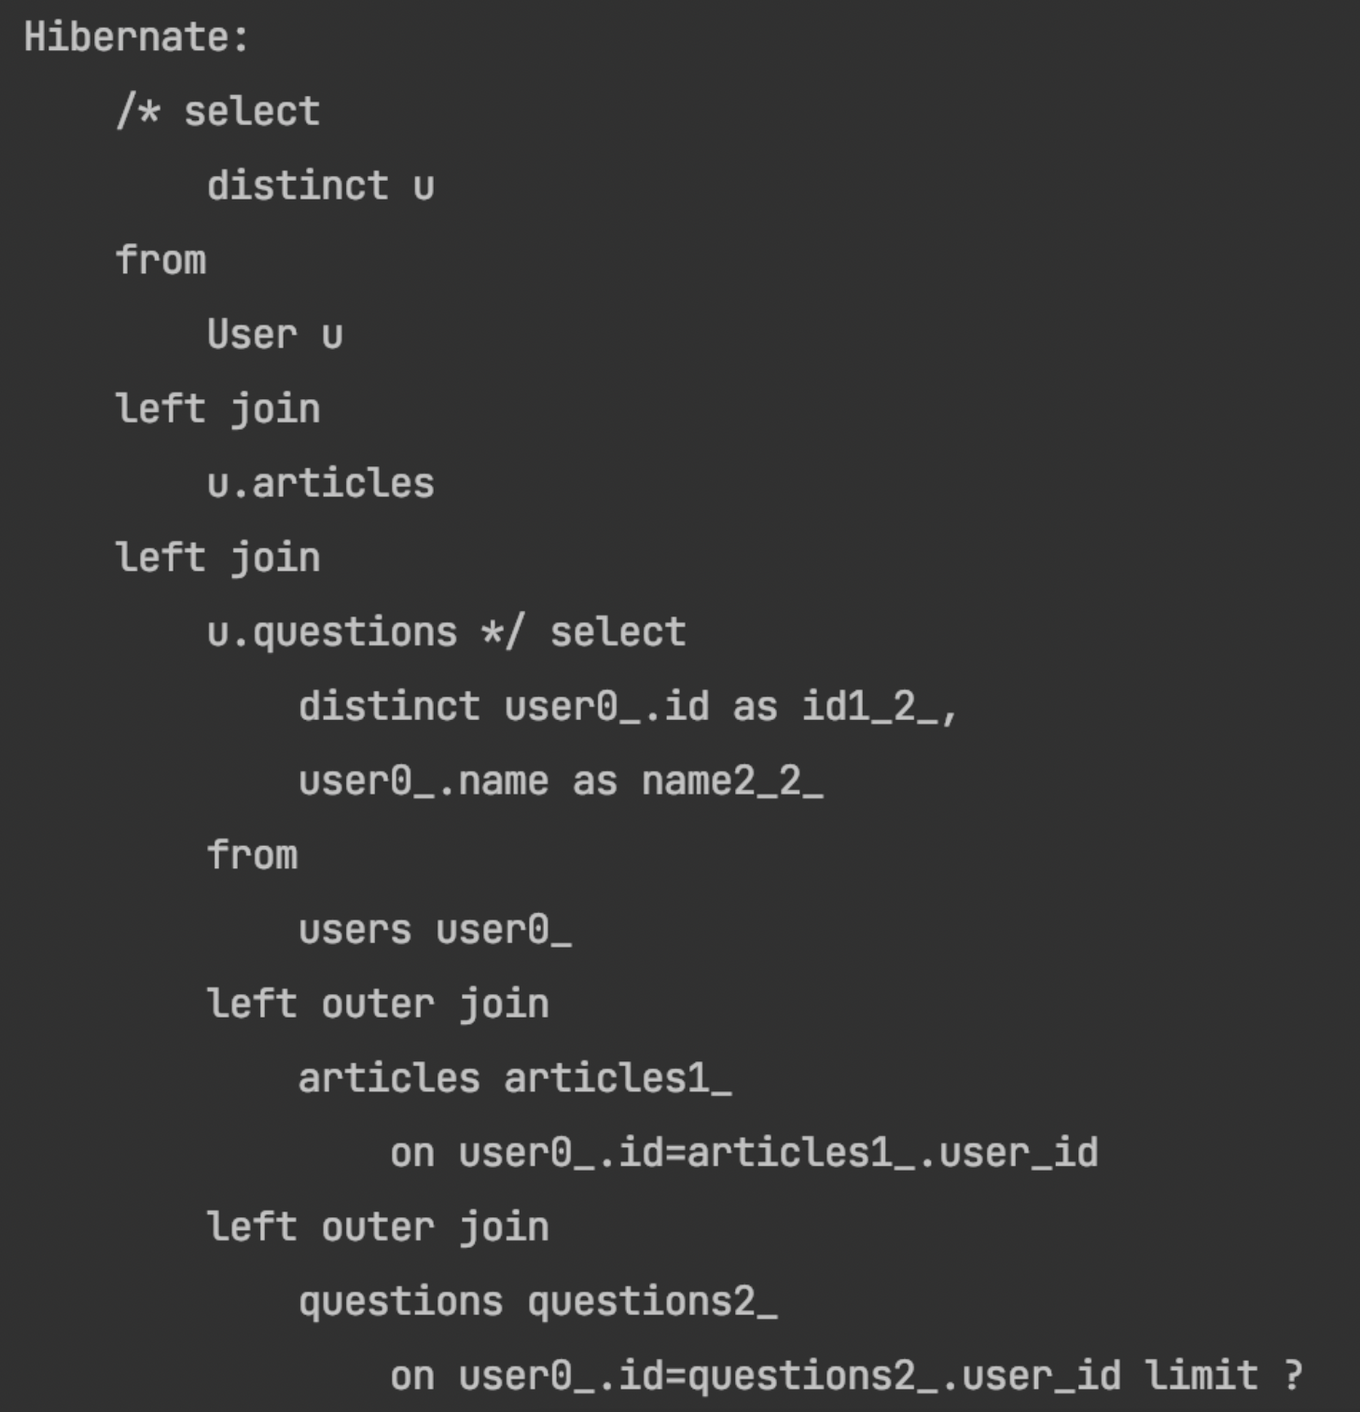 Hibernate:
/* select
distinct u
from
User u
left join
u.articles
left join
u.questions */ select
distinct user0_.id as id1_2_,
user0_.name as name2_2_
from
users user0_
left outer join
articles articles1_
on user0_.id=articles1_.user_id
left outer join
questions questions2_
on user0_.id=questions2_.user_id limit ?